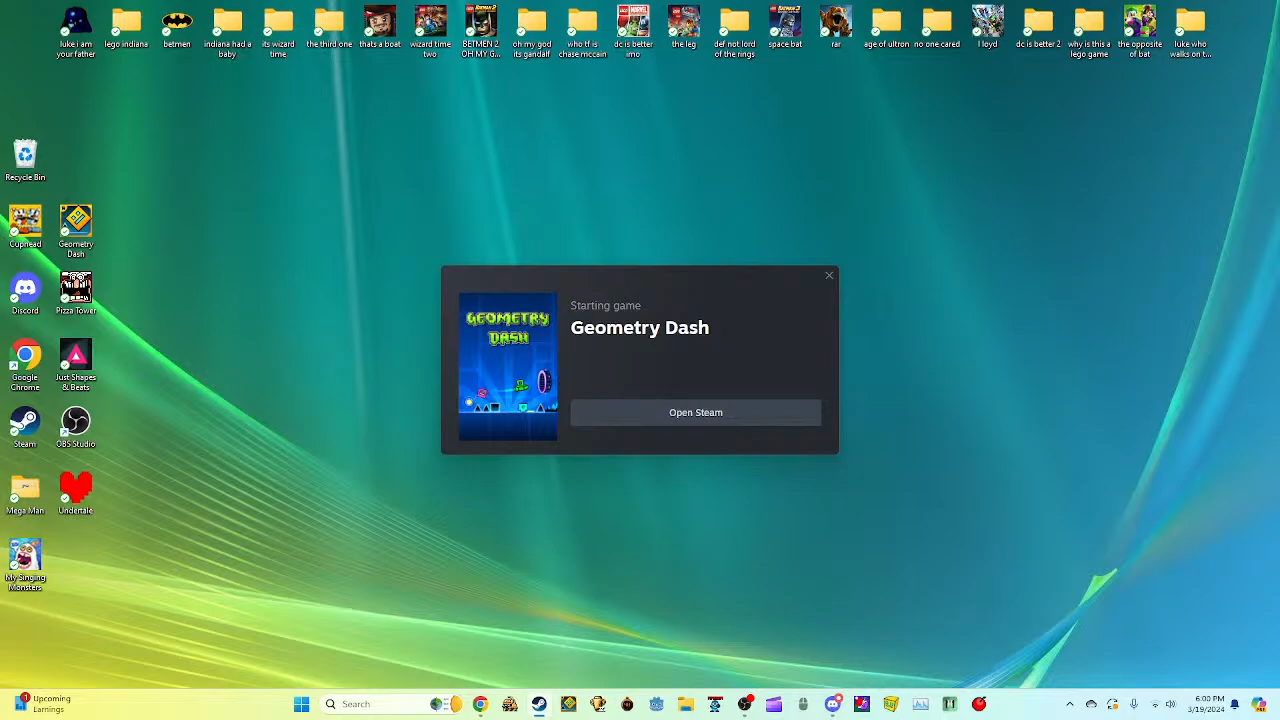 luke i am
your father
lego indiana
betmen
indiana had a
baby
its wizard
time
the third one
thats a boat
wizard time
two
BETMEN 2
OH MY G...
oh my god
its gandalf
who tf is
chase mccain
dc is better
imo
the leg
def not lord
of the rings
space bat
rar
age of ultron
no one cared
l loyd
dc is better 2
why is this a
lego game
the opposite
of bat
luke who
walks on t...
Recycle Bin
Cuphead
Geometry
Dash
Discord
Pizza Tower
Google
Chrome
Just Shapes
& Beats
Steam
OBS Studio
Mega Man
Undertale
My Singing
Monsters
GEOMETRY
DASH
Starting game
Geometry Dash
Open Steam
1
Upcoming
Earnings
Search
6:00 PM
3/19/2024